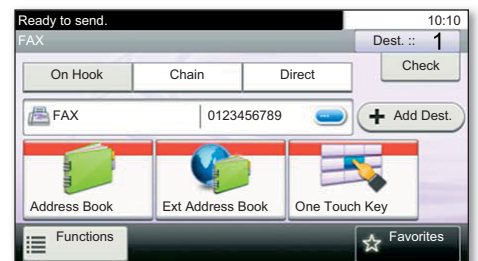 Ready to send. 10:10
FAX Dest. :: 1
On Hook Chain Direct Check
FAX 0123456789 Add Dest.
Address Book Ext Address Book One Touch Key
Functions Favorites